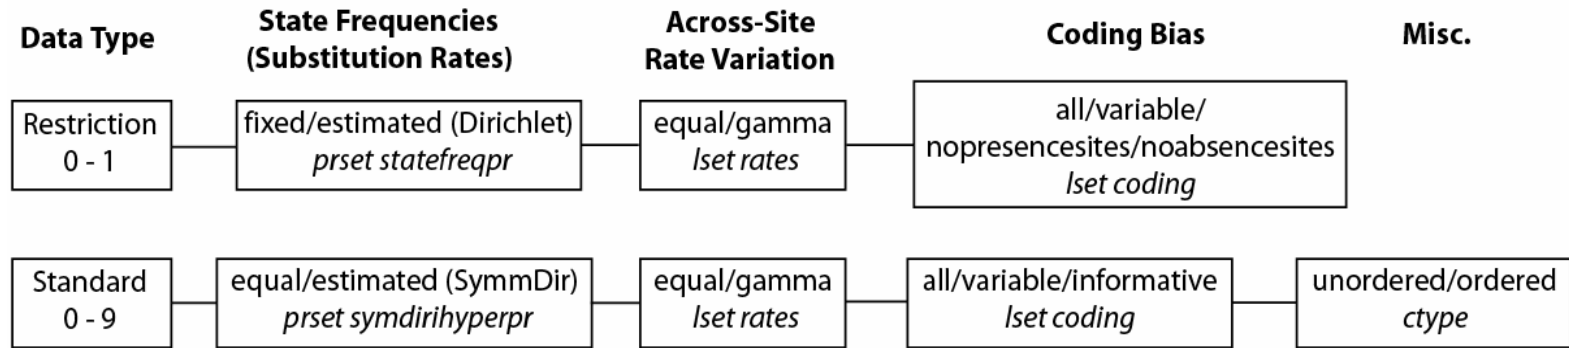 Data Type
State Frequencies
(Substitution Rates)
Across-Site
Rate Variation
Coding Bias
Misc.
Restriction
0 - 1
fixed/estimated (Dirichlet)
prset statefreqpr
equal/gamma
lset rates
all/variable/
nopresencesites/noabsencesites
lset coding
Standard
0 - 9
equal/estimated (SymmDir)
prset symdirihyperpr
equal/gamma
lset rates
all/variable/informative
lset coding
unordered/ordered
ctype